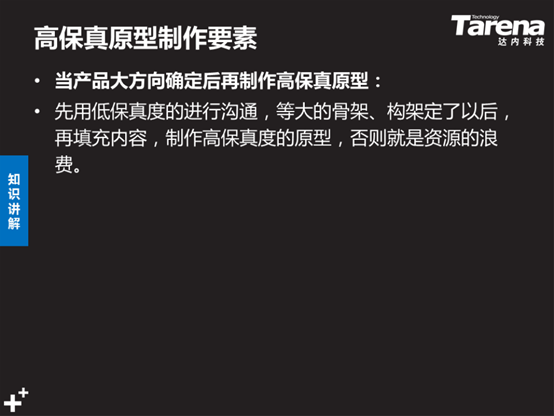 高保真原型制作要素
Technology
Tarena
达内科技
• 当产品大方向确定后再制作高保真原型：
• 先用低保真度的进行沟通，等大的骨架、构架定了以后，
再填充内容，制作高保真度的原型，否则就是资源的浪
费。
知识讲解